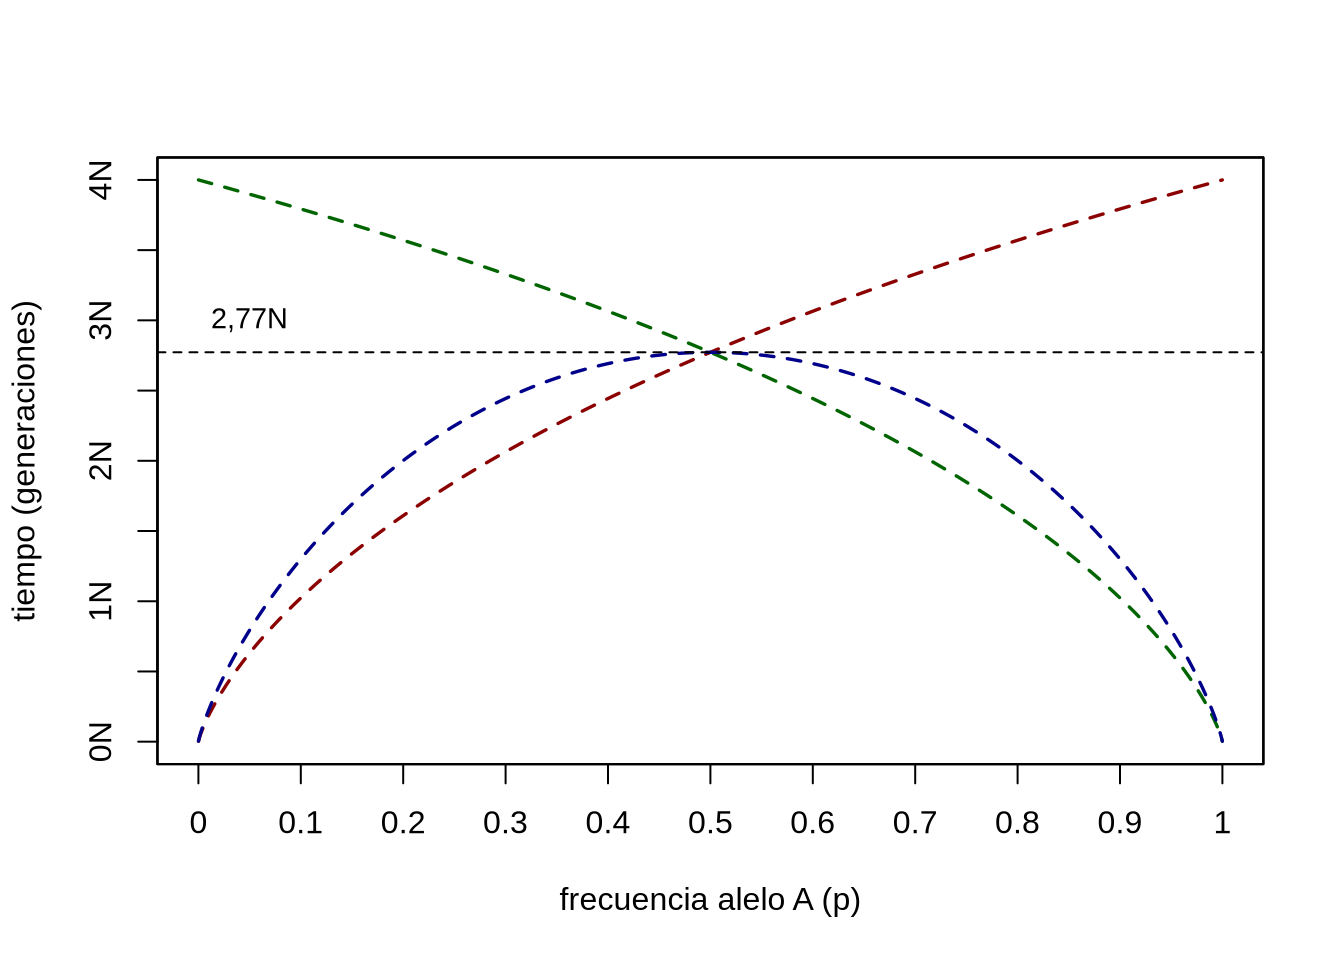 4N
3N
2N
1N
0N
tiempo (generaciones)
2,77N
0 0.1 0.2 0.3 0.4 0.5 0.6 0.7 0.8 0.9 1
frecuencia alelo A (p)